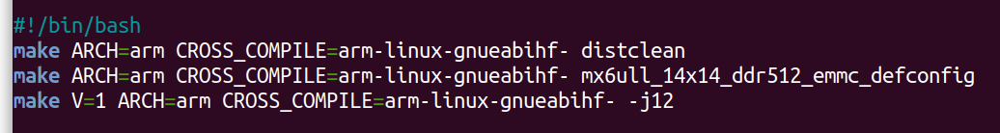 #!/bin/bash
make ARCH=arm CROSS_COMPILE=arm-linux-gnueabihf- distclean
make ARCH=arm CROSS_COMPILE=arm-linux-gnueabihf- mx6ull_14x14_ddr512_emmc_defconfig
make V=1 ARCH=arm CROSS_COMPILE=arm-linux-gnueabihf- -j12